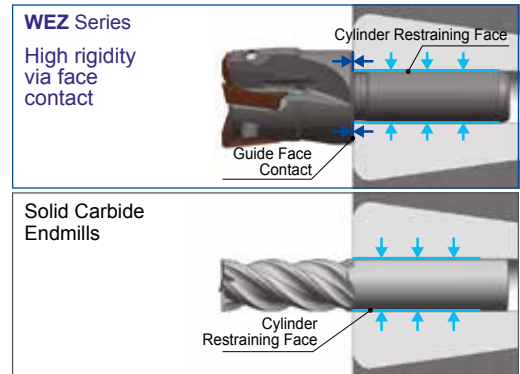 WEZ Series
High rigidity
via face
contact
Cylinder Restraining Face
Guide Face
Contact
Solid Carbide
Endmills
Cylinder
Restraining Face